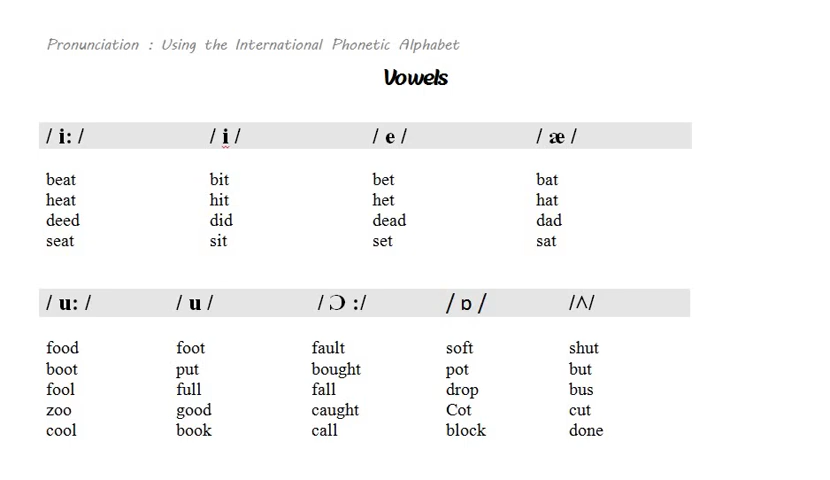 Pronunciation : Using the International Phonetic Alphabet
Vowels
/ i: / / i / / e / / æ /
beat bit bet bat
heat hit het hat
deed did dead dad
seat sit set sat
/ u: / / u / / Ɔ :/ / ɒ / /^/
food foot fault soft shut
boot put bought pot but
fool full fall drop bus
zoo good caught Cot cut
cool book call block done